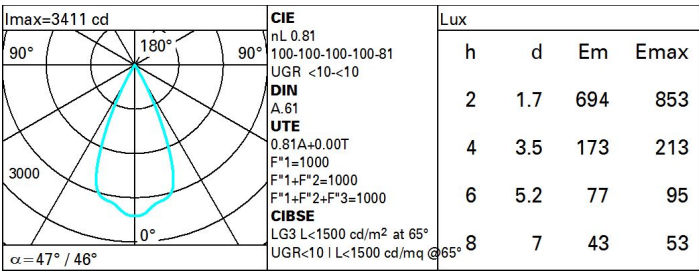 Imax=3411 cd
90°
180°
90°
3000
0°
α=47° / 46°
CIE
nL 0.81
100-100-100-100-81
UGR <10-<10
DIN
A.61
UTE
0.81A+0.00T
F"1=1000
F"1+F"2=1000
F"1+F"2+F"3=1000
CIBSE
LG3 L<1500 cd/m² at 65°
UGR<10 | L<1500 cd/mq @65°
Lux
h d Em Emax
2 1.7 694 853
4 3.5 173 213
6 5.2 77 95
8 7 43 53